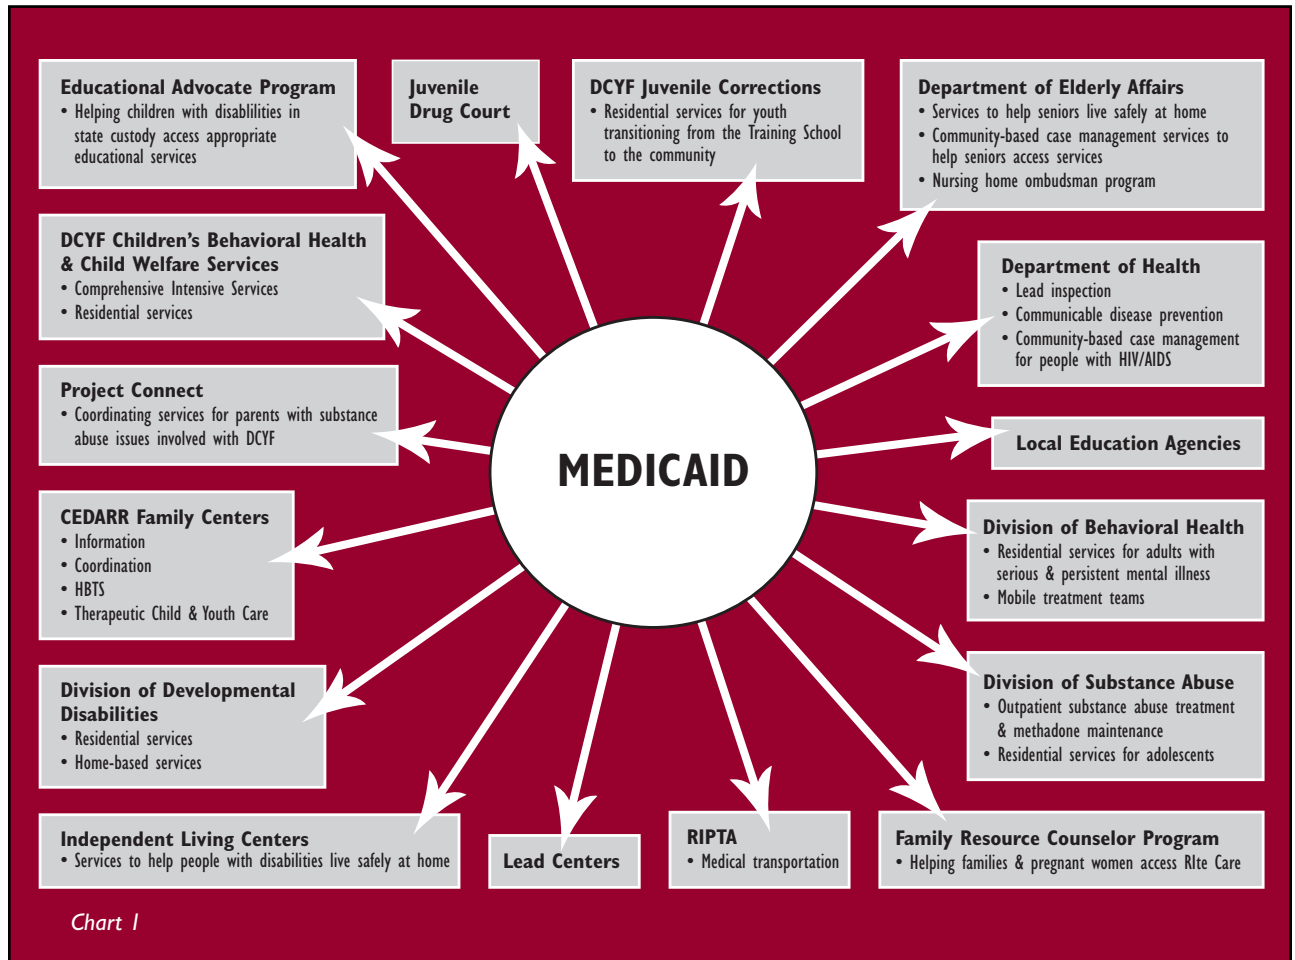 Educational Advocate Program
• Helping children with disablilities in
state custody access appropriate
educational services
Juvenile
Drug Court
DCYF Juvenile Corrections
• Residential services for youth
transitioning from the Training School
to the community
Department of Elderly Affairs
• Services to help seniors live safely at home
• Community-based case management services to
help seniors access services
• Nursing home ombudsman program
DCYF Children's Behavioral Health
& Child Welfare Services
• Comprehensive Intensive Services
• Residential services
Department of Health
• Lead inspection
• Communicable disease prevention
• Community-based case management
for people with HIV/AIDS
Project Connect
• Coordinating services for parents with substance
abuse issues involved with DCYF
MEDICAID
Local Education Agencies
CEDARR Family Centers
• Information
• Coordination
• HBTS
• Therapeutic Child & Youth Care
Division of Behavioral Health
• Residential services for adults with
serious & persistent mental illness
• Mobile treatment teams
Division of Developmental
Disabilities
• Residential services
• Home-based services
Division of Substance Abuse
• Outpatient substance abuse treatment
& methadone maintenance
• Residential services for adolescents
Independent Living Centers
• Services to help people with disabilities live safely at home
Lead Centers
RIPTA
• Medical transportation
Family Resource Counselor Program
• Helping families & pregnant women access RIte Care
Chart 1